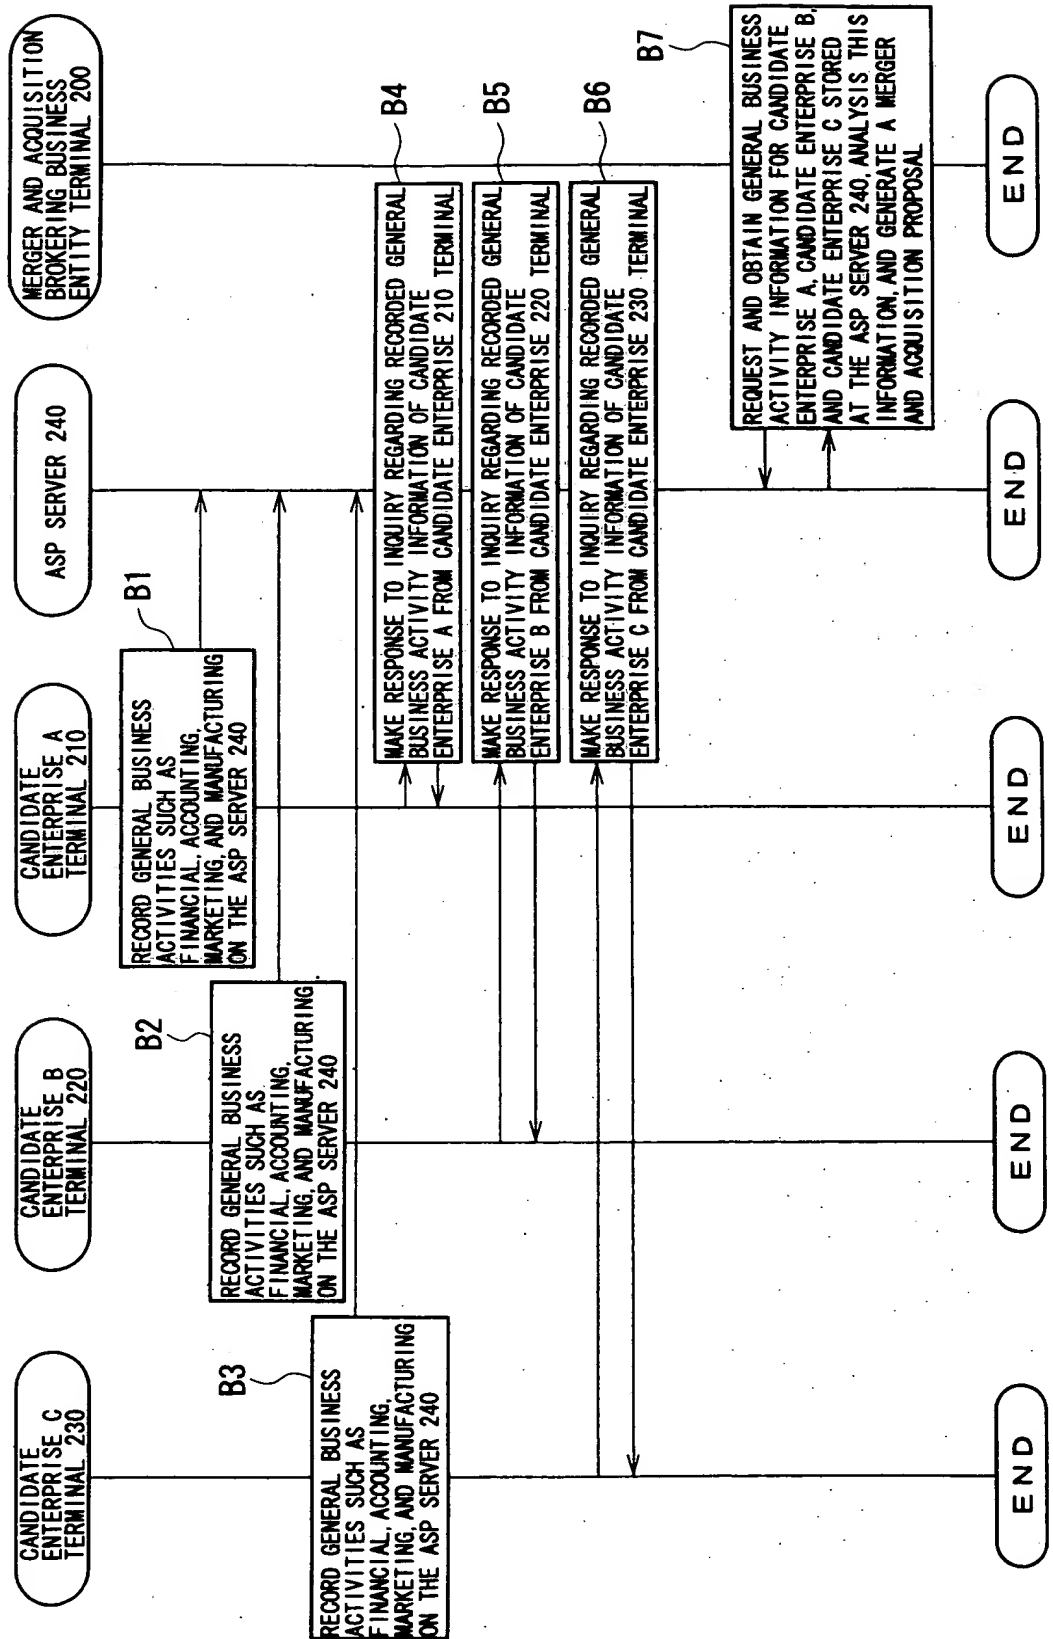 CANDIDATE
ENTERPRISE C
TERMINAL 230
CANDIDATE
ENTERPRISE B
TERMINAL 220
CANDIDATE
ENTERPRISE A
TERMINAL 210
ASP SERVER 240
MERGER AND ACQUISITION
BROKERING BUSINESS
ENTITY TERMINAL 200
B1
RECORD GENERAL BUSINESS
ACTIVITIES SUCH AS
FINANCIAL, ACCOUNTING,
MARKETING, AND MANUFACTURING
ON THE ASP SERVER 240
B2
RECORD GENERAL BUSINESS
ACTIVITIES SUCH AS
FINANCIAL, ACCOUNTING,
MARKETING, AND MANUFACTURING
ON THE ASP SERVER 240
B3
RECORD GENERAL BUSINESS
ACTIVITIES SUCH AS
FINANCIAL, ACCOUNTING,
MARKETING, AND MANUFACTURING
ON THE ASP SERVER 240
B4
MAKE RESPONSE TO INQUIRY REGARDING RECORDED GENERAL
BUSINESS ACTIVITY INFORMATION OF CANDIDATE
ENTERPRISE A FROM CANDIDATE ENTERPRISE 210 TERMINAL
B5
MAKE RESPONSE TO INQUIRY REGARDING RECORDED GENERAL
BUSINESS ACTIVITY INFORMATION OF CANDIDATE
ENTERPRISE B FROM CANDIDATE ENTERPRISE 220 TERMINAL
B6
MAKE RESPONSE TO INQUIRY REGARDING RECORDED GENERAL
BUSINESS ACTIVITY INFORMATION OF CANDIDATE
ENTERPRISE C FROM CANDIDATE ENTERPRISE 230 TERMINAL
B7
REQUEST AND OBTAIN GENERAL BUSINESS
ACTIVITY INFORMATION FOR CANDIDATE
ENTERPRISE A, CANDIDATE ENTERPRISE B,
AND CANDIDATE ENTERPRISE C STORED
AT THE ASP SERVER 240, ANALYSIS THIS
INFORMATION, AND GENERATE A MERGER
AND ACQUISITION PROPOSAL
END
END
END
END
END